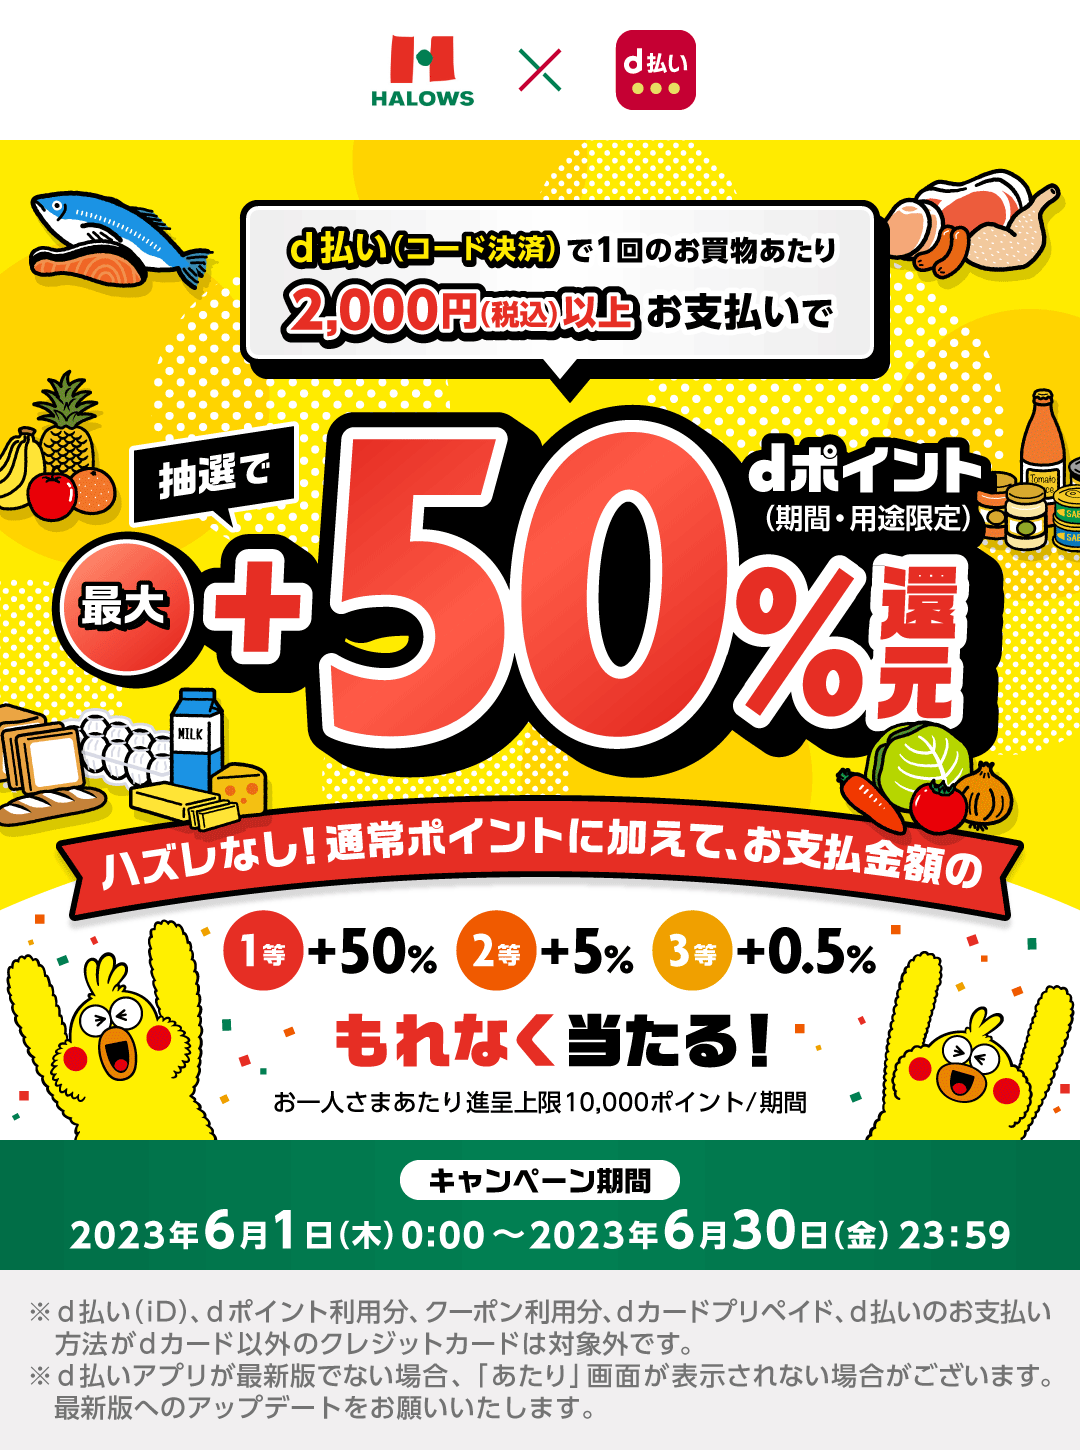 HALOWS
d払い
d払い(コード決済)で1回のお買物あたり
2,000円(税込)以上お支払いで
抽選で
最大
+50%還元
dポイント
(期間・用途限定)
Tomato
MILK
ハズレなし!通常ポイントに加えて、お支払金額の
1等 +50% 2等 +5% 3等 +0.5%
もれなく当たる!
お一人さまあたり進呈上限10,000ポイント/期間
キャンペーン期間
2023年6月1日(木)0:00~2023年6月30日(金)23:59
※d払い(iD)、dポイント利用分、クーポン利用分、dカードプリペイド、d払いのお支払い
方法がdカード以外のクレジットカードは対象外です。
※d払いアプリが最新版でない場合、「あたり」画面が表示されない場合がございます。
最新版へのアップデートをお願いいたします。